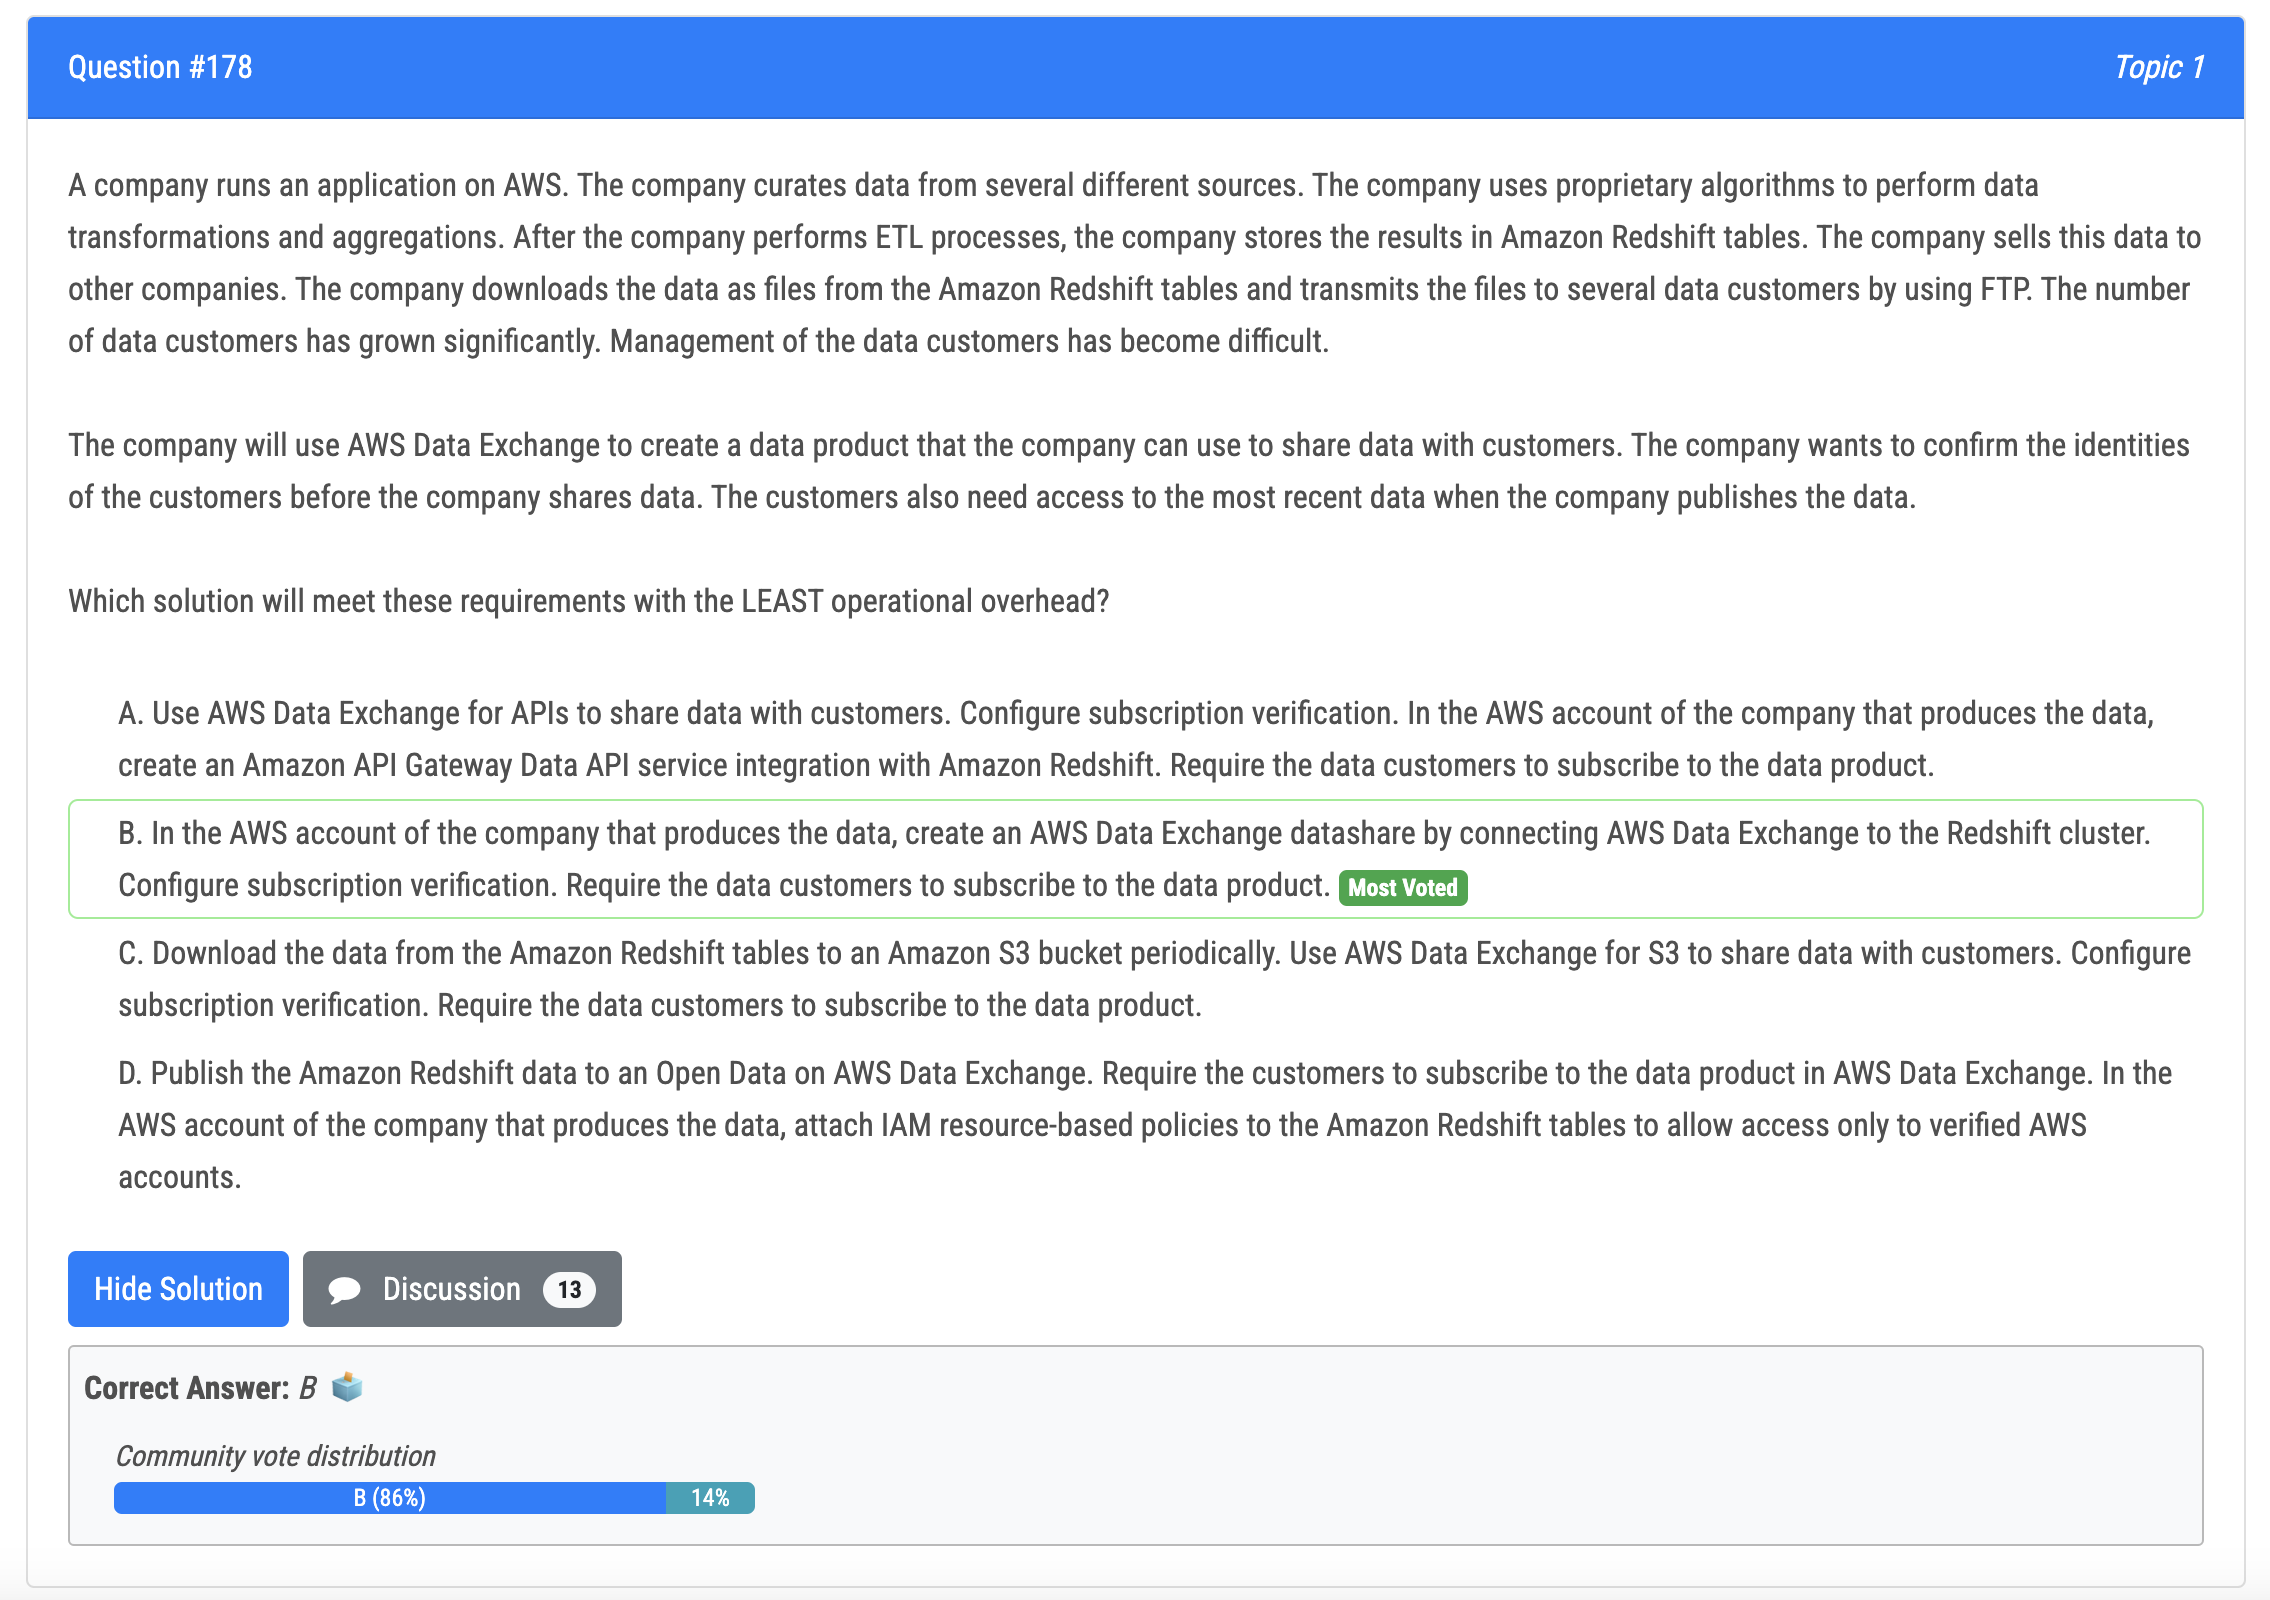 Question #178
Topic 1
A company runs an application on AWS. The company curates data from several different sources. The company uses proprietary algorithms to perform data
transformations and aggregations. After the company performs ETL processes, the company stores the results in Amazon Redshift tables. The company sells this data to
other companies. The company downloads the data as files from the Amazon Redshift tables and transmits the files to several data customers by using FTP. The number
of data customers has grown significantly. Management of the data customers has become difficult.
The company will use AWS Data Exchange to create a data product that the company can use to share data with customers. The company wants to confirm the identities
of the customers before the company shares data. The customers also need access to the most recent data when the company publishes the data.
Which solution will meet these requirements with the LEAST operational overhead?
A. Use AWS Data Exchange for APIs to share data with customers. Configure subscription verification. In the AWS account of the company that produces the data,
create an Amazon API Gateway Data API service integration with Amazon Redshift. Require the data customers to subscribe to the data product.
B. In the AWS account of the company that produces the data, create an AWS Data Exchange datashare by connecting AWS Data Exchange to the Redshift cluster.
Configure subscription verification. Require the data customers to subscribe to the data product. Most Voted
C. Download the data from the Amazon Redshift tables to an Amazon S3 bucket periodically. Use AWS Data Exchange for S3 to share data with customers. Configure
subscription verification. Require the data customers to subscribe to the data product.
D. Publish the Amazon Redshift data to an Open Data on AWS Data Exchange. Require the customers to subscribe to the data product in AWS Data Exchange. In the
AWS account of the company that produces the data, attach IAM resource-based policies to the Amazon Redshift tables to allow access only to verified AWS
accounts.
Hide Solution
Discussion 13
Correct Answer: B
Community vote distribution
B (86%)
14%